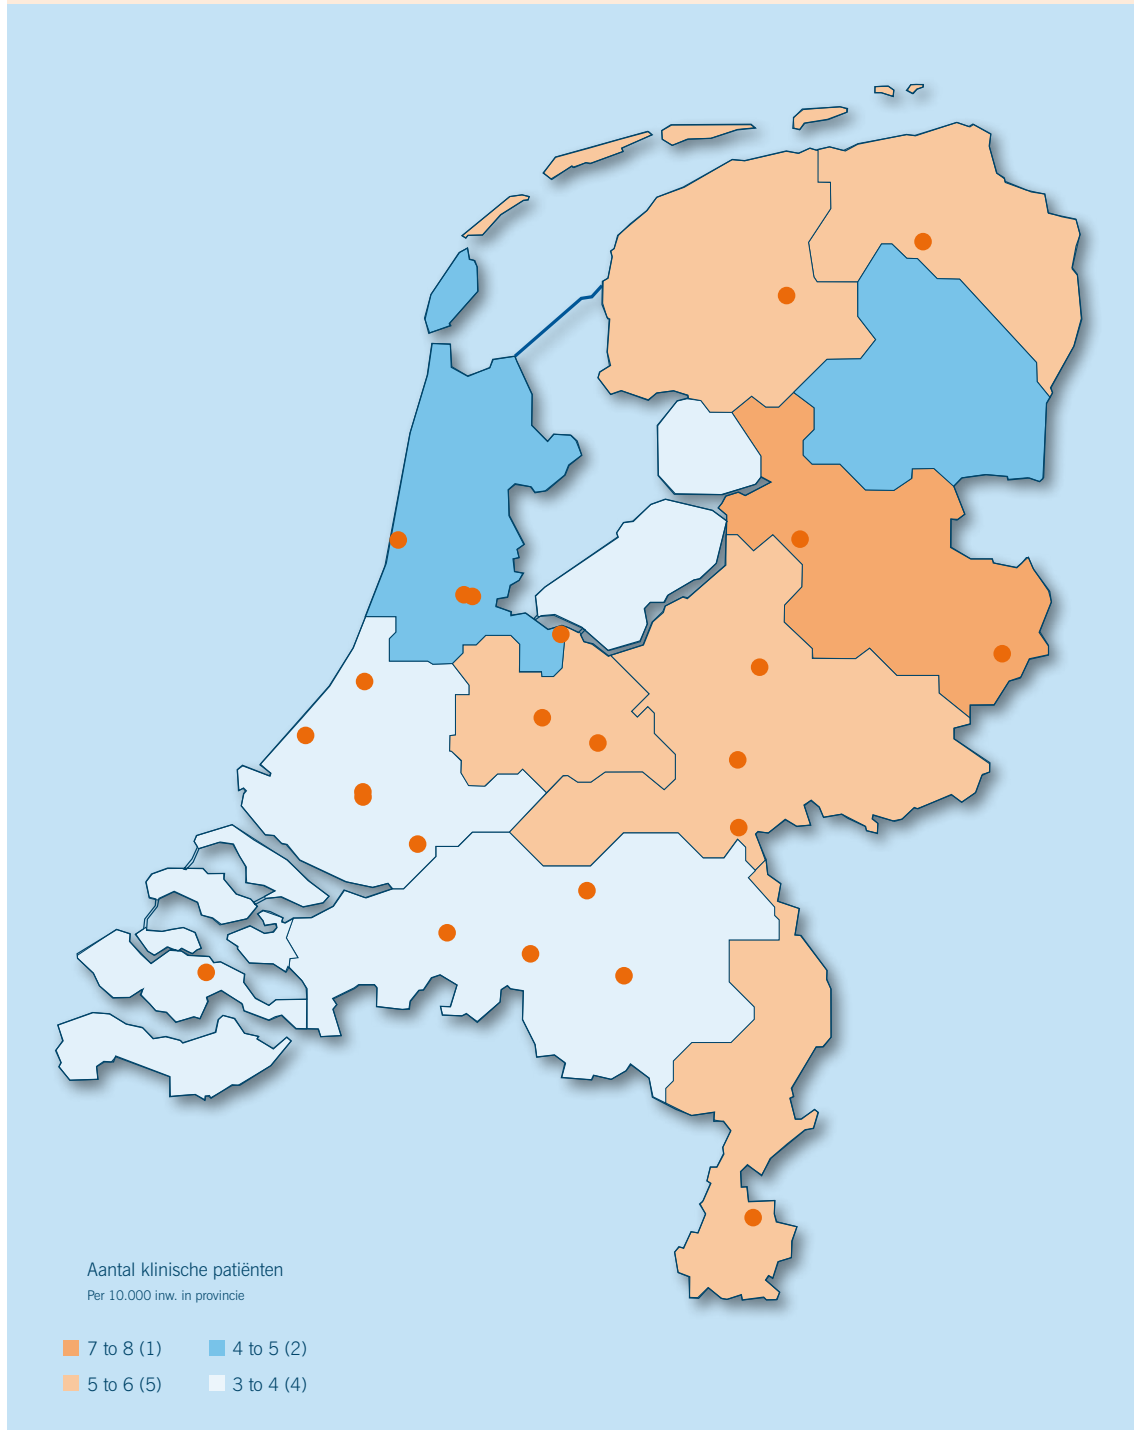 Aantal klinische patiënten
Per 10.000 inw. in provincie
7 to 8 (1)
4 to 5 (2)
5 to 6 (5)
3 to 4 (4)